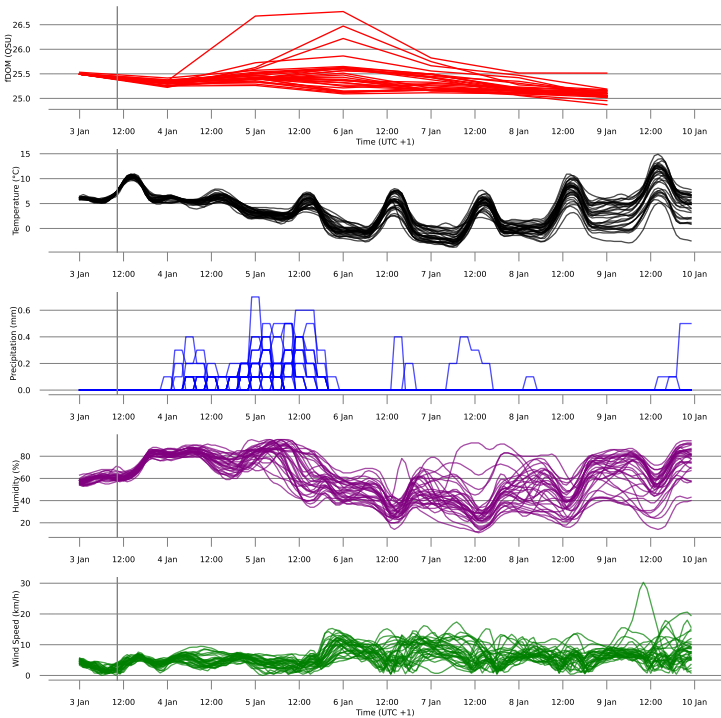 fDOM (QSU)
26.5
26.0
25.5
25.0
3 Jan 12:00 4 Jan 12:00 5 Jan 12:00 6 Jan 12:00 7 Jan 12:00 8 Jan 12:00 9 Jan 12:00 10 Jan
Time (UTC +1)
Temperature (°C)
15
10
5
0
3 Jan 12:00 4 Jan 12:00 5 Jan 12:00 6 Jan 12:00 7 Jan 12:00 8 Jan 12:00 9 Jan 12:00 10 Jan
Precipitation (mm)
0.6
0.4
0.2
0.0
3 Jan 12:00 4 Jan 12:00 5 Jan 12:00 6 Jan 12:00 7 Jan 12:00 8 Jan 12:00 9 Jan 12:00 10 Jan
Humidity (%)
80
60
40
20
3 Jan 12:00 4 Jan 12:00 5 Jan 12:00 6 Jan 12:00 7 Jan 12:00 8 Jan 12:00 9 Jan 12:00 10 Jan
Wind Speed (km/h)
30
20
10
0
3 Jan 12:00 4 Jan 12:00 5 Jan 12:00 6 Jan 12:00 7 Jan 12:00 8 Jan 12:00 9 Jan 12:00 10 Jan
Time (UTC +1)